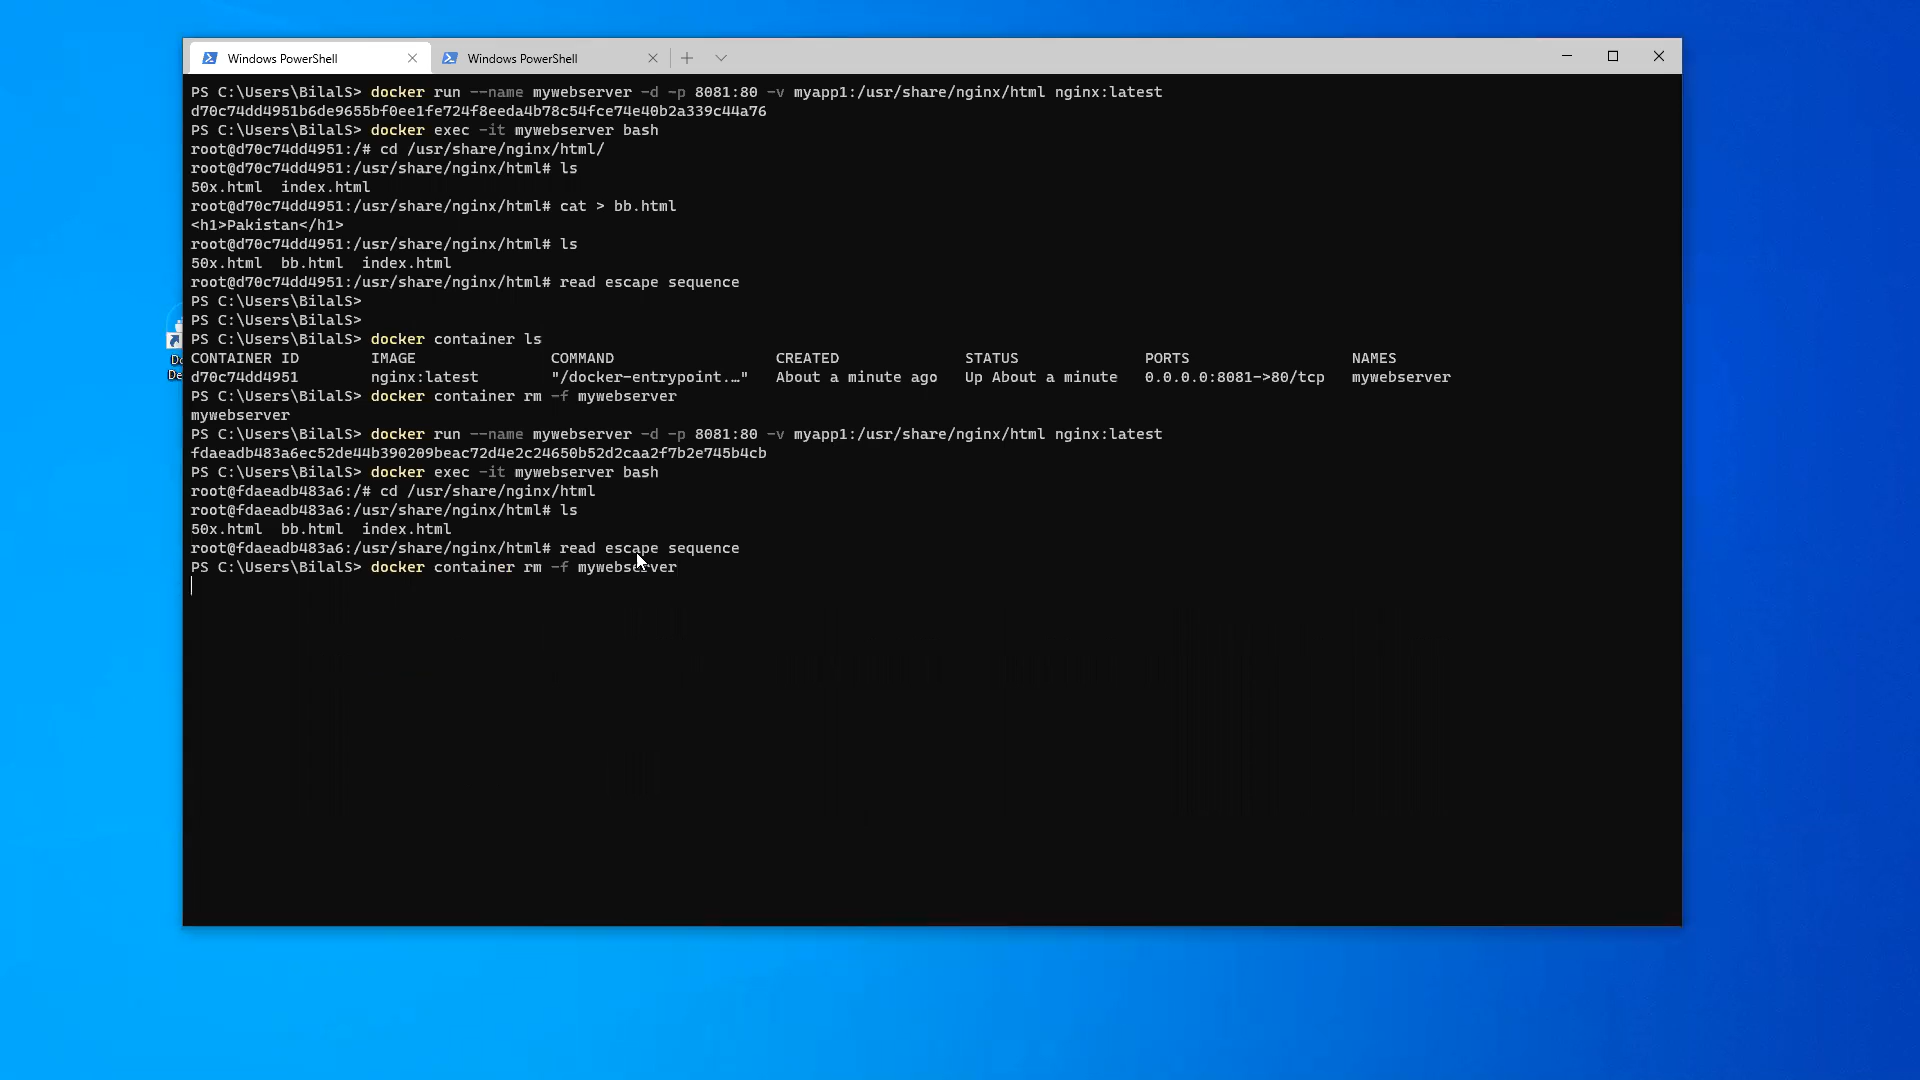 Windows PowerShell
Windows PowerShell
PS C:\Users\BilalS> docker run --name mywebserver -d -p 8081:80 -v myapp1:/usr/share/nginx/html nginx:latest
d70c74dd4951b6de9655bf0ee1fe724f8eeda4b78c54fce74e40b2a339c44a76
PS C:\Users\BilalS> docker exec -it mywebserver bash
root@d70c74dd4951:/# cd /usr/share/nginx/html/
root@d70c74dd4951:/usr/share/nginx/html# ls
50x.html  index.html
root@d70c74dd4951:/usr/share/nginx/html# cat > bb.html
<h1>Pakistan</h1>
root@d70c74dd4951:/usr/share/nginx/html# ls
50x.html  bb.html  index.html
root@d70c74dd4951:/usr/share/nginx/html# read escape sequence
PS C:\Users\BilalS>
PS C:\Users\BilalS>
PS C:\Users\BilalS> docker container ls
CONTAINER ID        IMAGE               COMMAND                  CREATED              STATUS              PORTS                  NAMES
d70c74dd4951        nginx:latest        "/docker-entrypoint.…"   About a minute ago   Up About a minute   0.0.0.0:8081->80/tcp   mywebserver
PS C:\Users\BilalS> docker container rm -f mywebserver
mywebserver
PS C:\Users\BilalS> docker run --name mywebserver -d -p 8081:80 -v myapp1:/usr/share/nginx/html nginx:latest
fdaeadb483a6ec52de44b390209beac72d4e2c24650b52d2caa2f7b2e745b4cb
PS C:\Users\BilalS> docker exec -it mywebserver bash
root@fdaeadb483a6:/# cd /usr/share/nginx/html
root@fdaeadb483a6:/usr/share/nginx/html# ls
50x.html  bb.html  index.html
root@fdaeadb483a6:/usr/share/nginx/html# read escape sequence
PS C:\Users\BilalS> docker container rm -f mywebserver